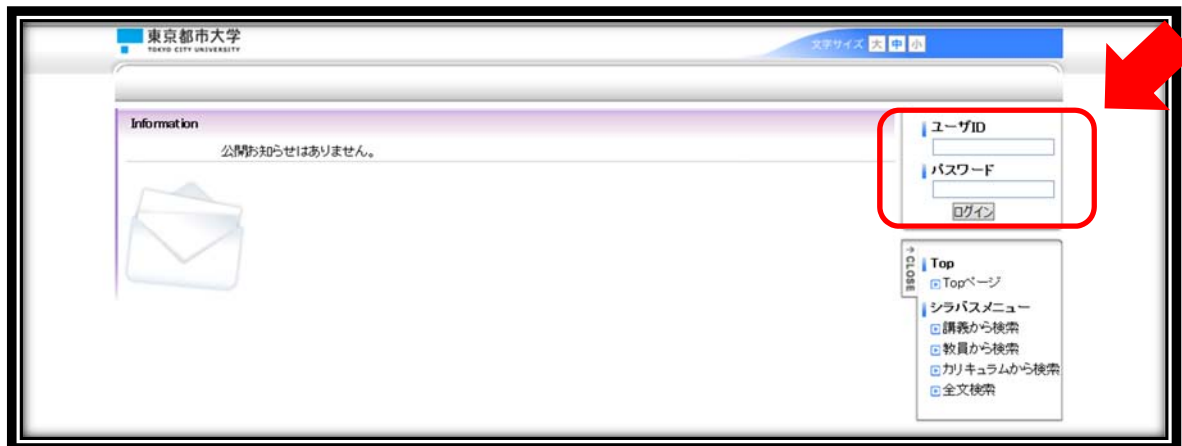 東京都市大学
TOKYO CITY UNIVERSITY
文字サイズ 大 中 小
Information
公開お知らせはありません。
ユーザID
パスワード
ログイン
↑CLOSE
Top
Topページ
シラバスメニュー
講義から検索
教員から検索
カリキュラムから検索
全文検索